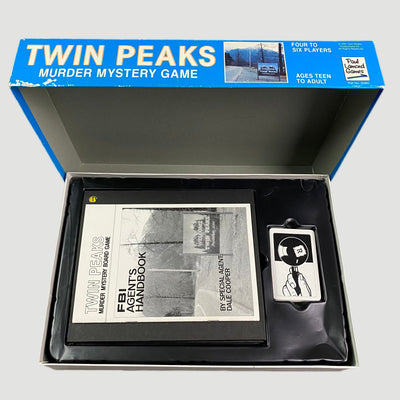 TWIN PEAKS
MURDER MYSTERY GAME
FOUR TO
SIX PLAYERS
AGES TEEN
TO ADULT
Paul
Lamond
Games
TWIN PEAKS
MURDER MYSTERY BOARD GAME
FBI
AGENT'S
HANDBOOK
BY SPECIAL AGENT
DALE COOPER
R